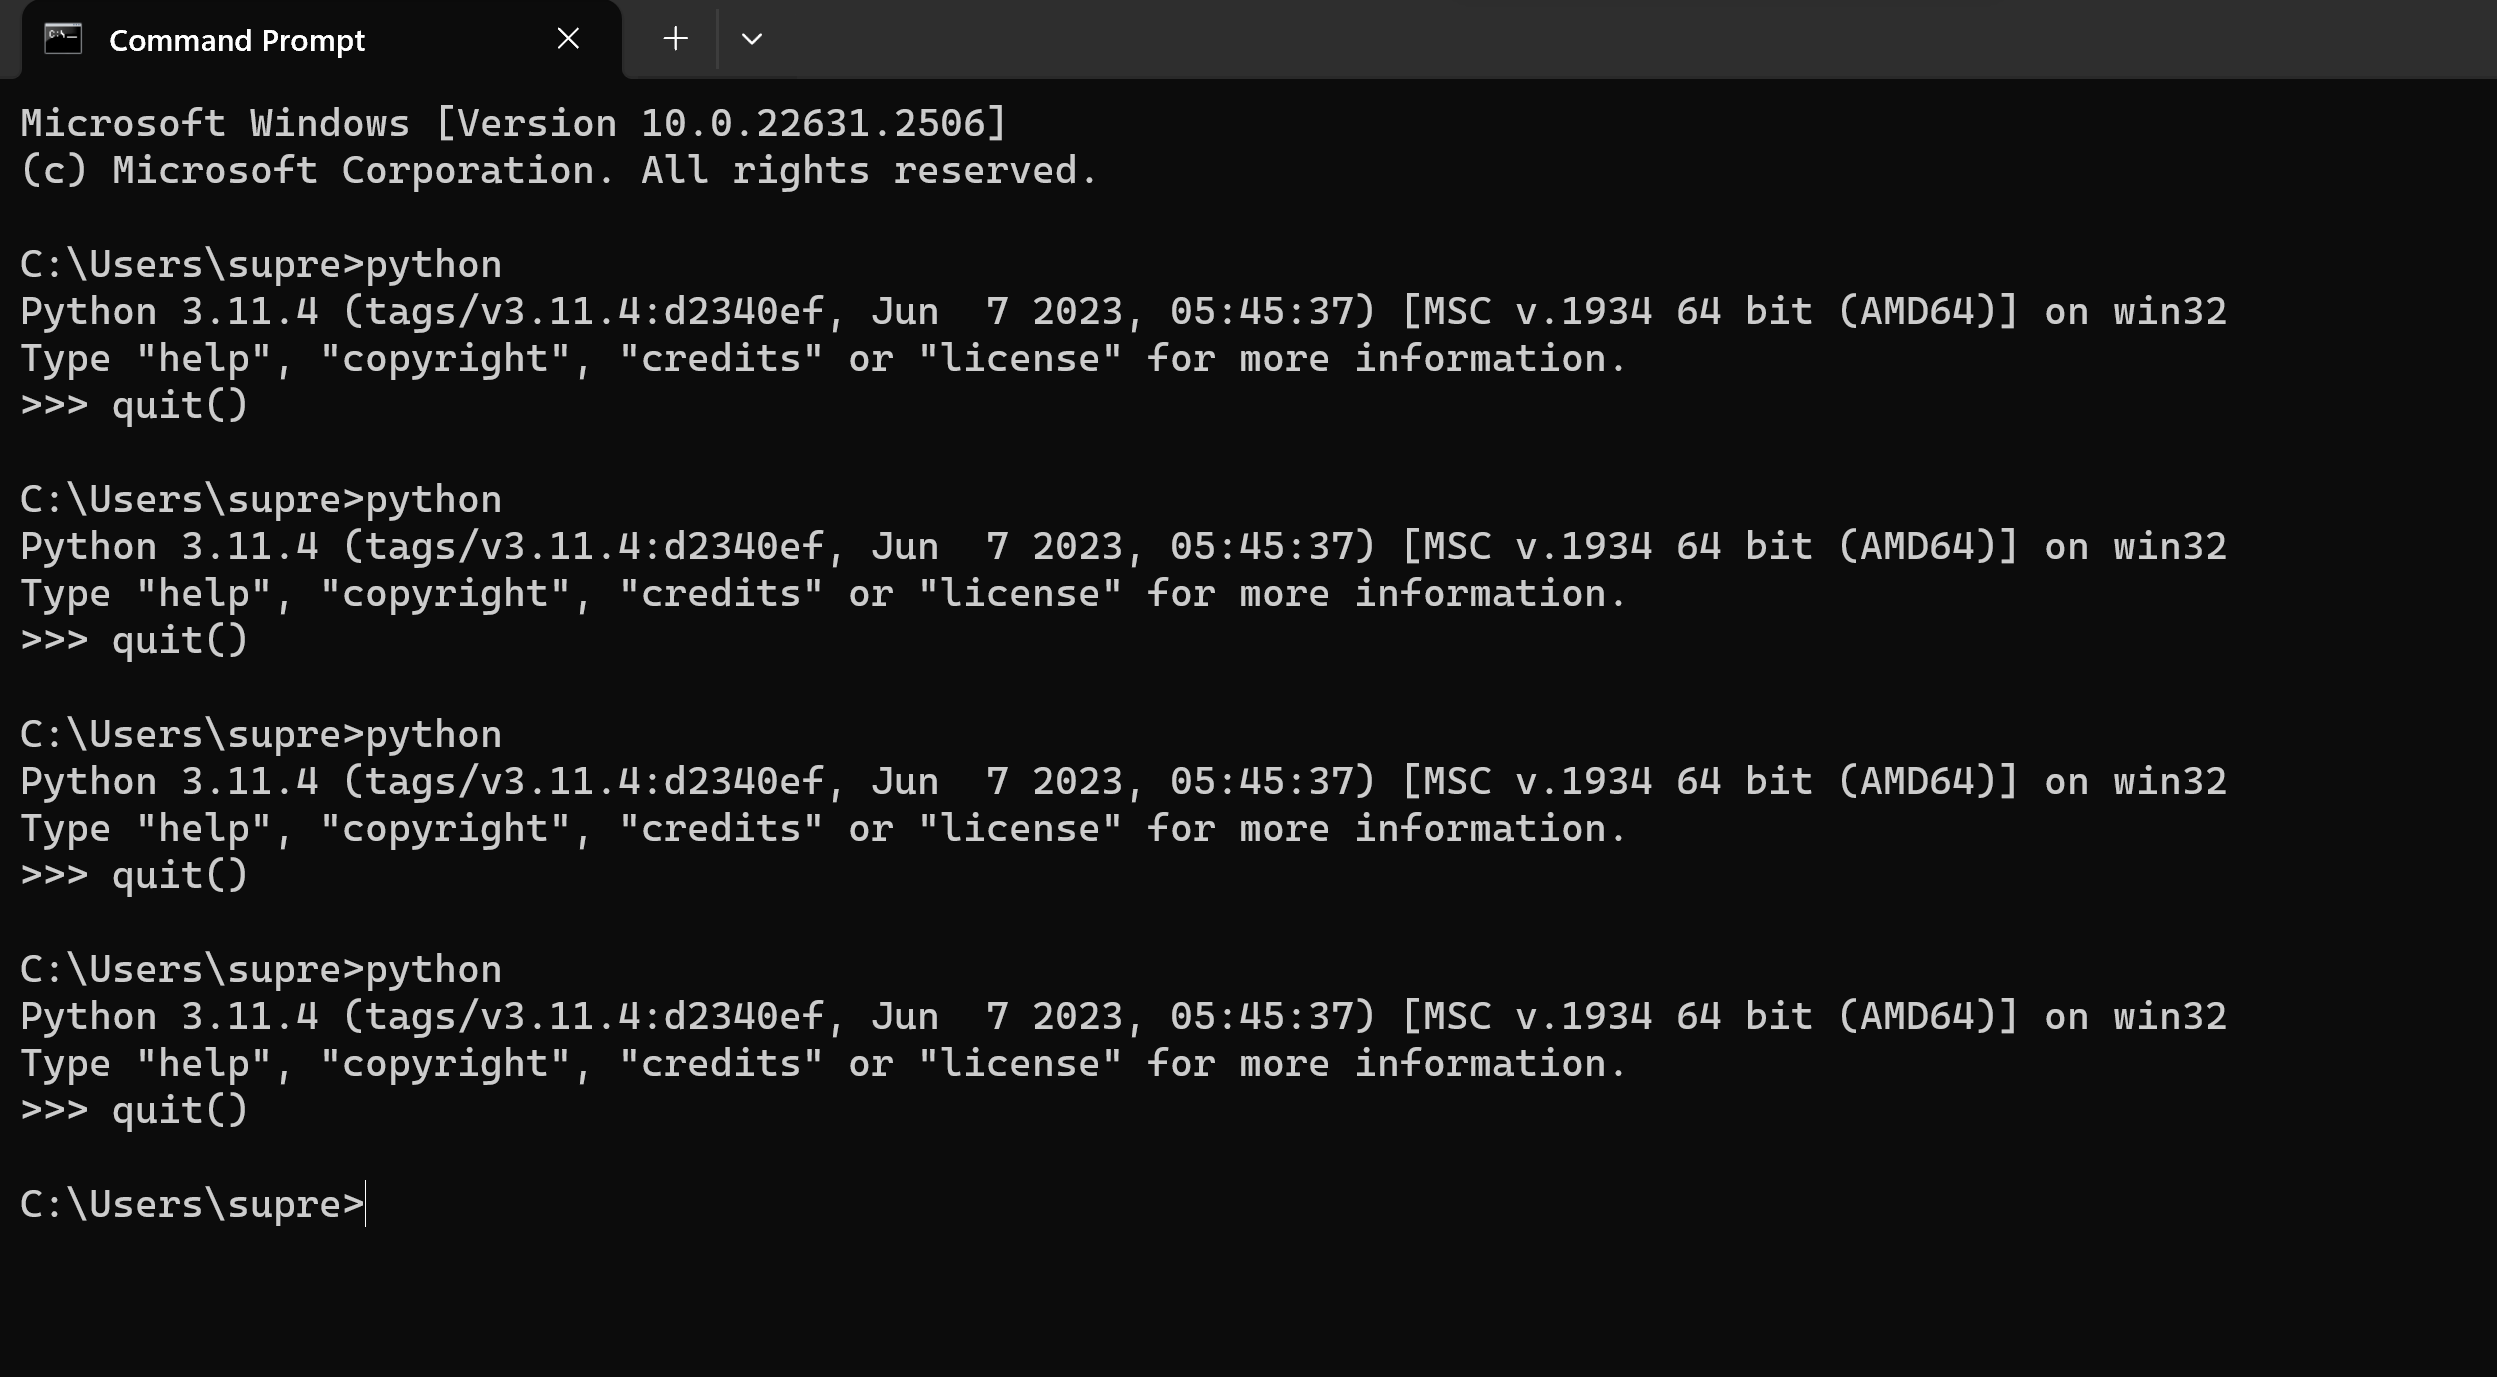 Command Prompt
Microsoft Windows [Version 10.0.22631.2506]
(c) Microsoft Corporation. All rights reserved.
C:\Users\supre>python
Python 3.11.4 (tags/v3.11.4:d2340ef, Jun  7 2023, 05:45:37) [MSC v.1934 64 bit (AMD64)] on win32
Type "help", "copyright", "credits" or "license" for more information.
>>> quit()
C:\Users\supre>python
Python 3.11.4 (tags/v3.11.4:d2340ef, Jun  7 2023, 05:45:37) [MSC v.1934 64 bit (AMD64)] on win32
Type "help", "copyright", "credits" or "license" for more information.
>>> quit()
C:\Users\supre>python
Python 3.11.4 (tags/v3.11.4:d2340ef, Jun  7 2023, 05:45:37) [MSC v.1934 64 bit (AMD64)] on win32
Type "help", "copyright", "credits" or "license" for more information.
>>> quit()
C:\Users\supre>python
Python 3.11.4 (tags/v3.11.4:d2340ef, Jun  7 2023, 05:45:37) [MSC v.1934 64 bit (AMD64)] on win32
Type "help", "copyright", "credits" or "license" for more information.
>>> quit()
C:\Users\supre>